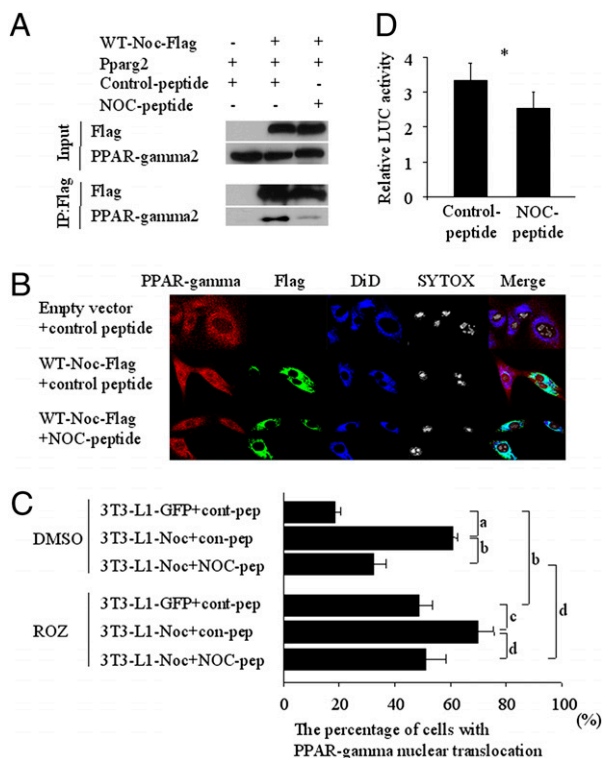 A
WT-Noc-Flag - + +
Pparg2 + + +
Control-peptide + + -
NOC-peptide - - +
Input
Flag
PPAR-gamma2
IP:Flag
Flag
PPAR-gamma2
D
Relative LUC activity
4
3
2
1
0
*
Control-peptide
NOC-peptide
B
PPAR-gamma Flag DiD SYTOX Merge
Empty vector
+control peptide
WT-Noc-Flag
+control peptide
WT-Noc-Flag
+NOC-peptide
C
DMSO
3T3-L1-GFP+cont-pep
3T3-L1-Noc+con-pep
3T3-L1-Noc+NOC-pep
ROZ
3T3-L1-GFP+cont-pep
3T3-L1-Noc+con-pep
3T3-L1-Noc+NOC-pep
a
b
b
c
d
d
0 20 40 60 80 100
(%)
The percentage of cells with
PPAR-gamma nuclear translocation